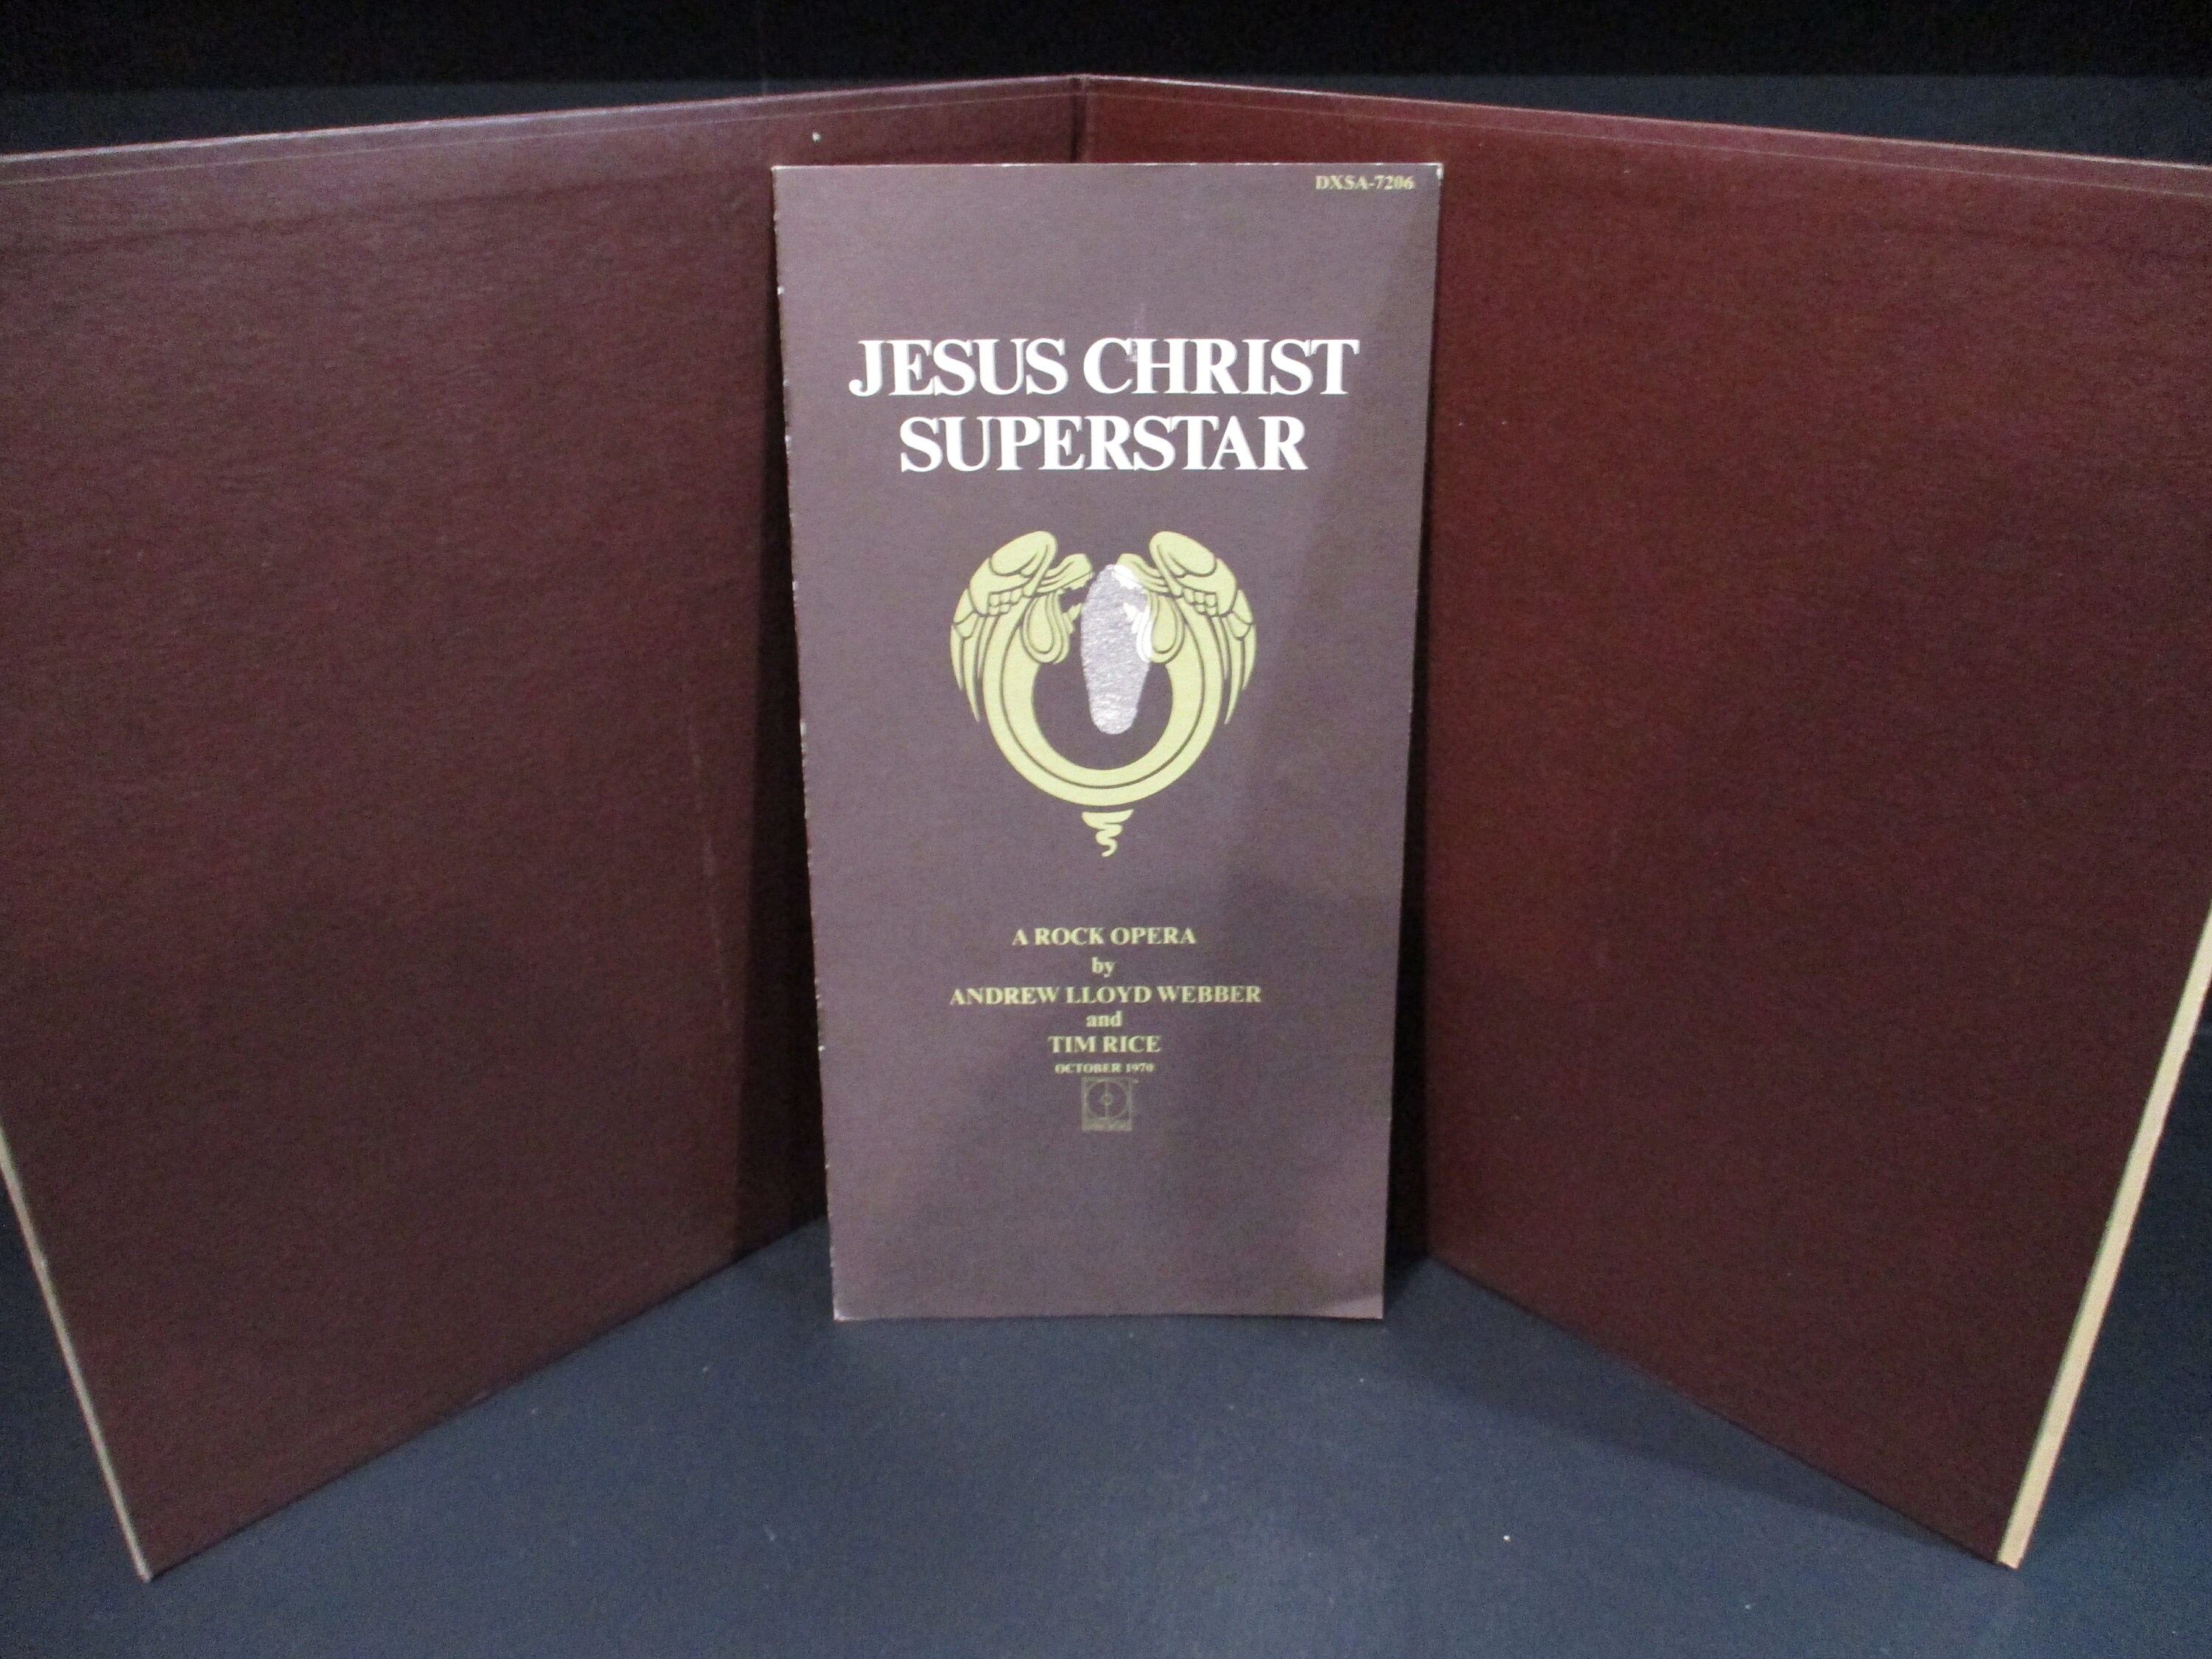 DXSA-7206
JESUS CHRIST
SUPERSTAR
A ROCK OPERA
by
ANDREW LLOYD WEBBER
and
TIM RICE
OCTOBER 1970